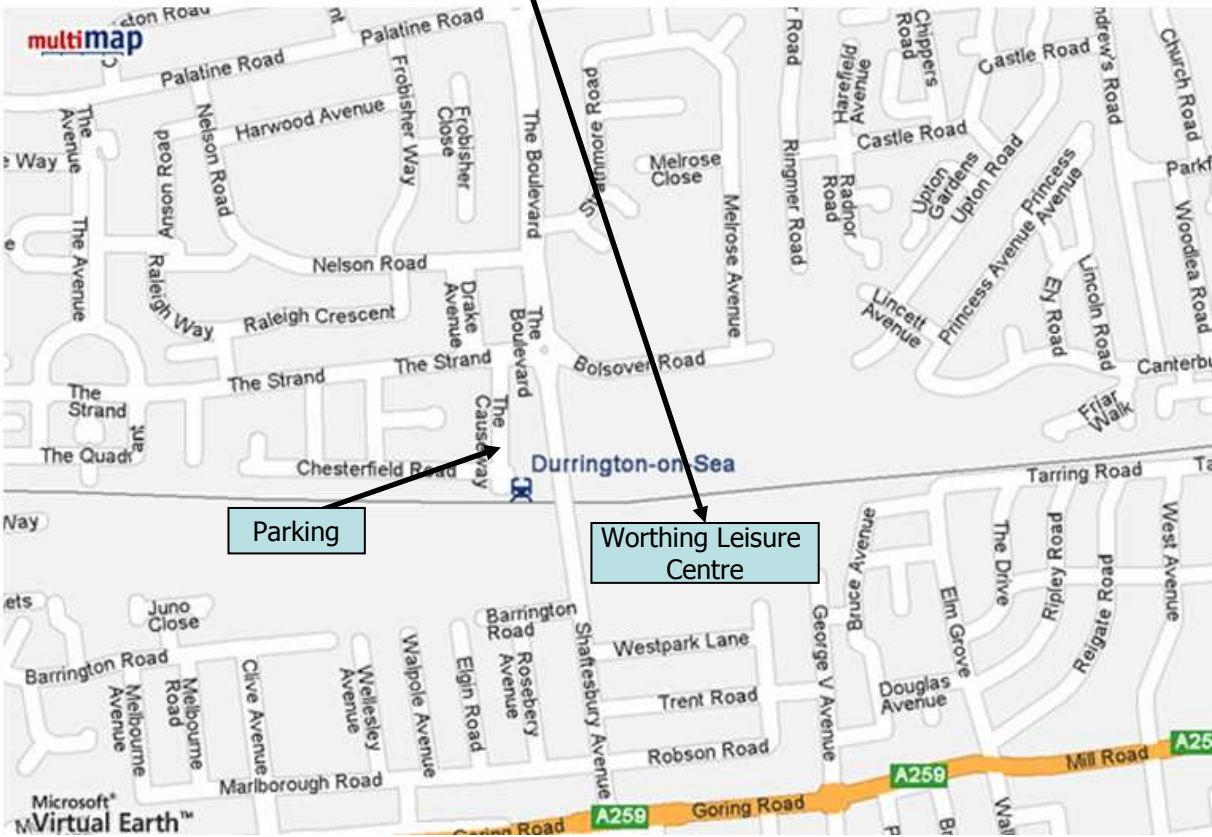 multimap
Palatine Road
Palatine Road
The Avenue
The Avenue
Anson Road
Nelson Road
Harwood Avenue
Frobisher Way
Frobisher Close
The Boulevard
Melrose Close
Melrose Avenue
Ringmer Road
Harefield Avenue
Chippers Road
Castle Road
Castle Road
Radnor Road
Upton Gardens
Upton Road
Princess Avenue
Princess Avenue
Church Road
Woodlea Road
Nelson Road
Raleigh Way
Raleigh Crescent
Drake Avenue
The Boulevard
Lincett Avenue
Ely Road
Lincoln Road
The Strand
The Strand
The Strand
Bolsover Road
Friar Walk
The Causeway
Chesterfield Road
Durrington-on-Sea
Tarring Road
Parking
Worthing Leisure
Centre
Bruce Avenue
The Drive
Ripley Road
Reigate Road
West Avenue
Juno Close
Barrington Road
Barrington Road
Melbourne Avenue
Melbourne Road
Clive Avenue
Wellesley Avenue
Walpole Avenue
Elgin Road
Rosebery Avenue
Shaftesbury Avenue
Westpark Lane
Trent Road
Robson Road
George V Avenue
Elm Grove
Douglas Avenue
Marlborough Road
A259
A259
Goring Road
Goring Road
Mill Road
Microsoft®
Virtual Earth™